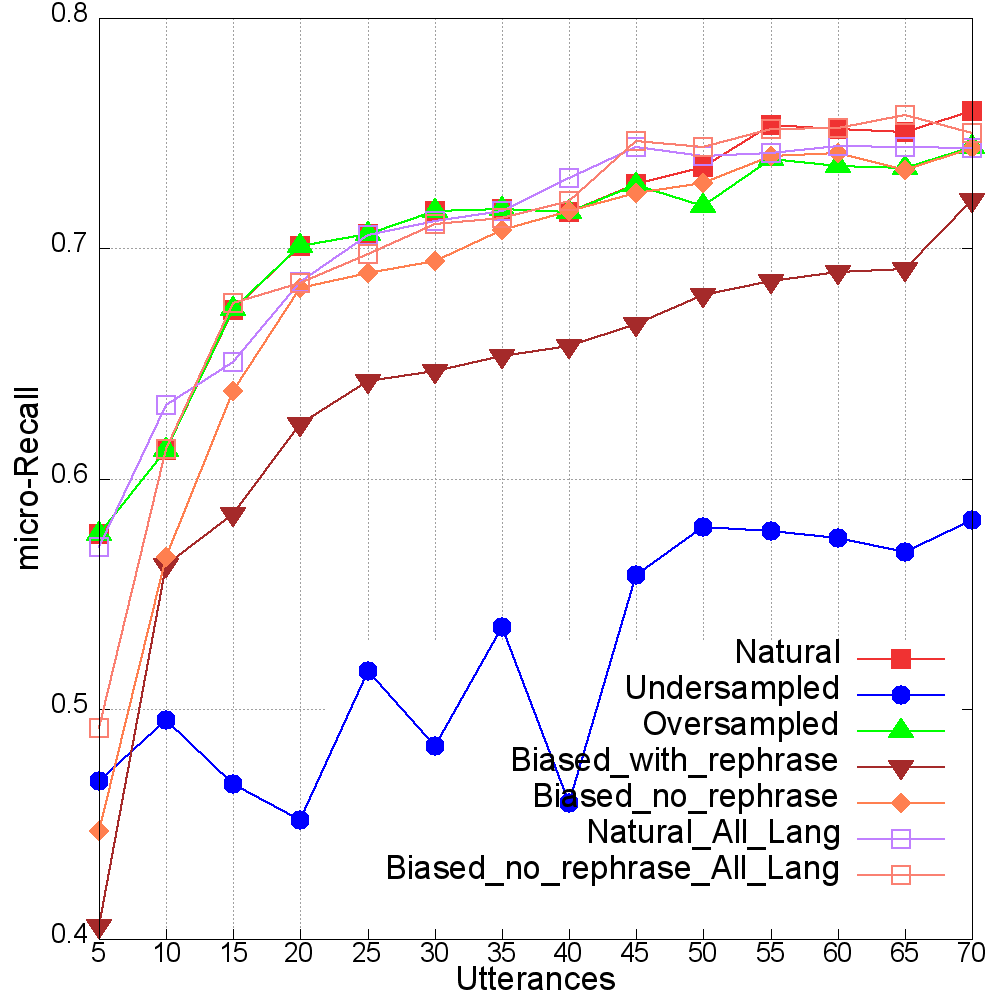 0.8
0.7
0.6
0.5
0.4
micro-Recall
Natural
Undersampled
Oversampled
Biased_with_rephrase
Biased_no_rephrase
Natural_All_Lang
Biased_no_rephrase_All_Lang
5 10 15 20 25 30 35 40 45 50 55 60 65 70
Utterances